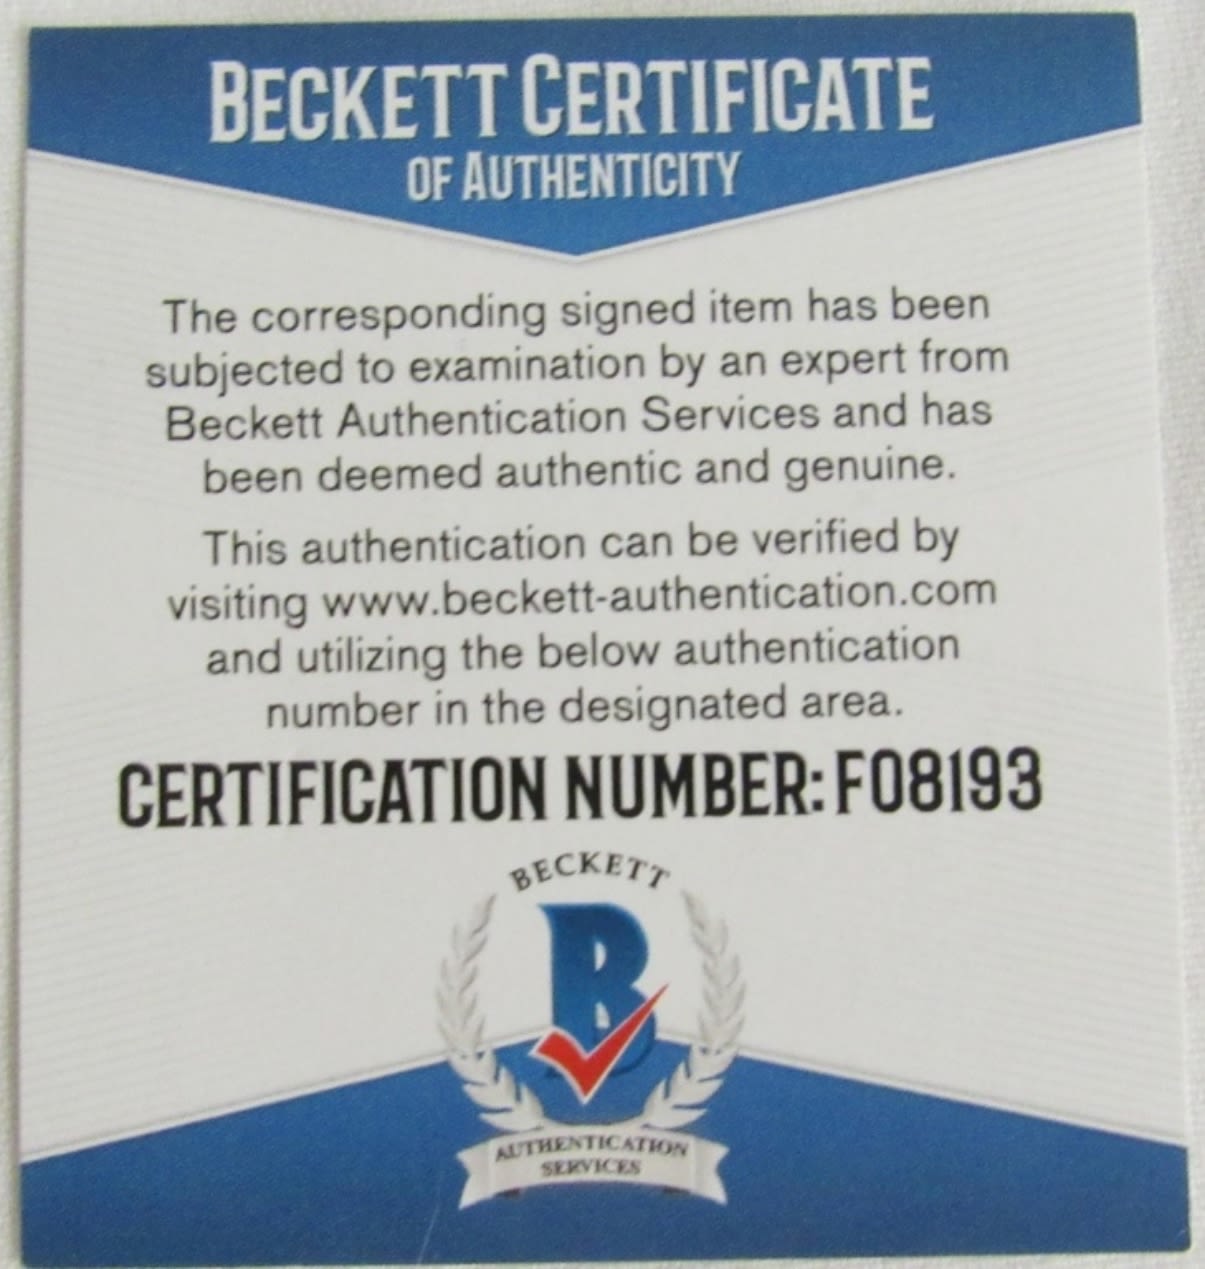 BECKETT CERTIFICATE
OF AUTHENTICITY
The corresponding signed item has been
subjected to examination by an expert from
Beckett Authentication Services and has
been deemed authentic and genuine.
This authentication can be verified by
visiting www.beckett-authentication.com
and utilizing the below authentication
number in the designated area.
CERTIFICATION NUMBER: F08193
BECKETT
B
AUTHENTICATION
SERVICES